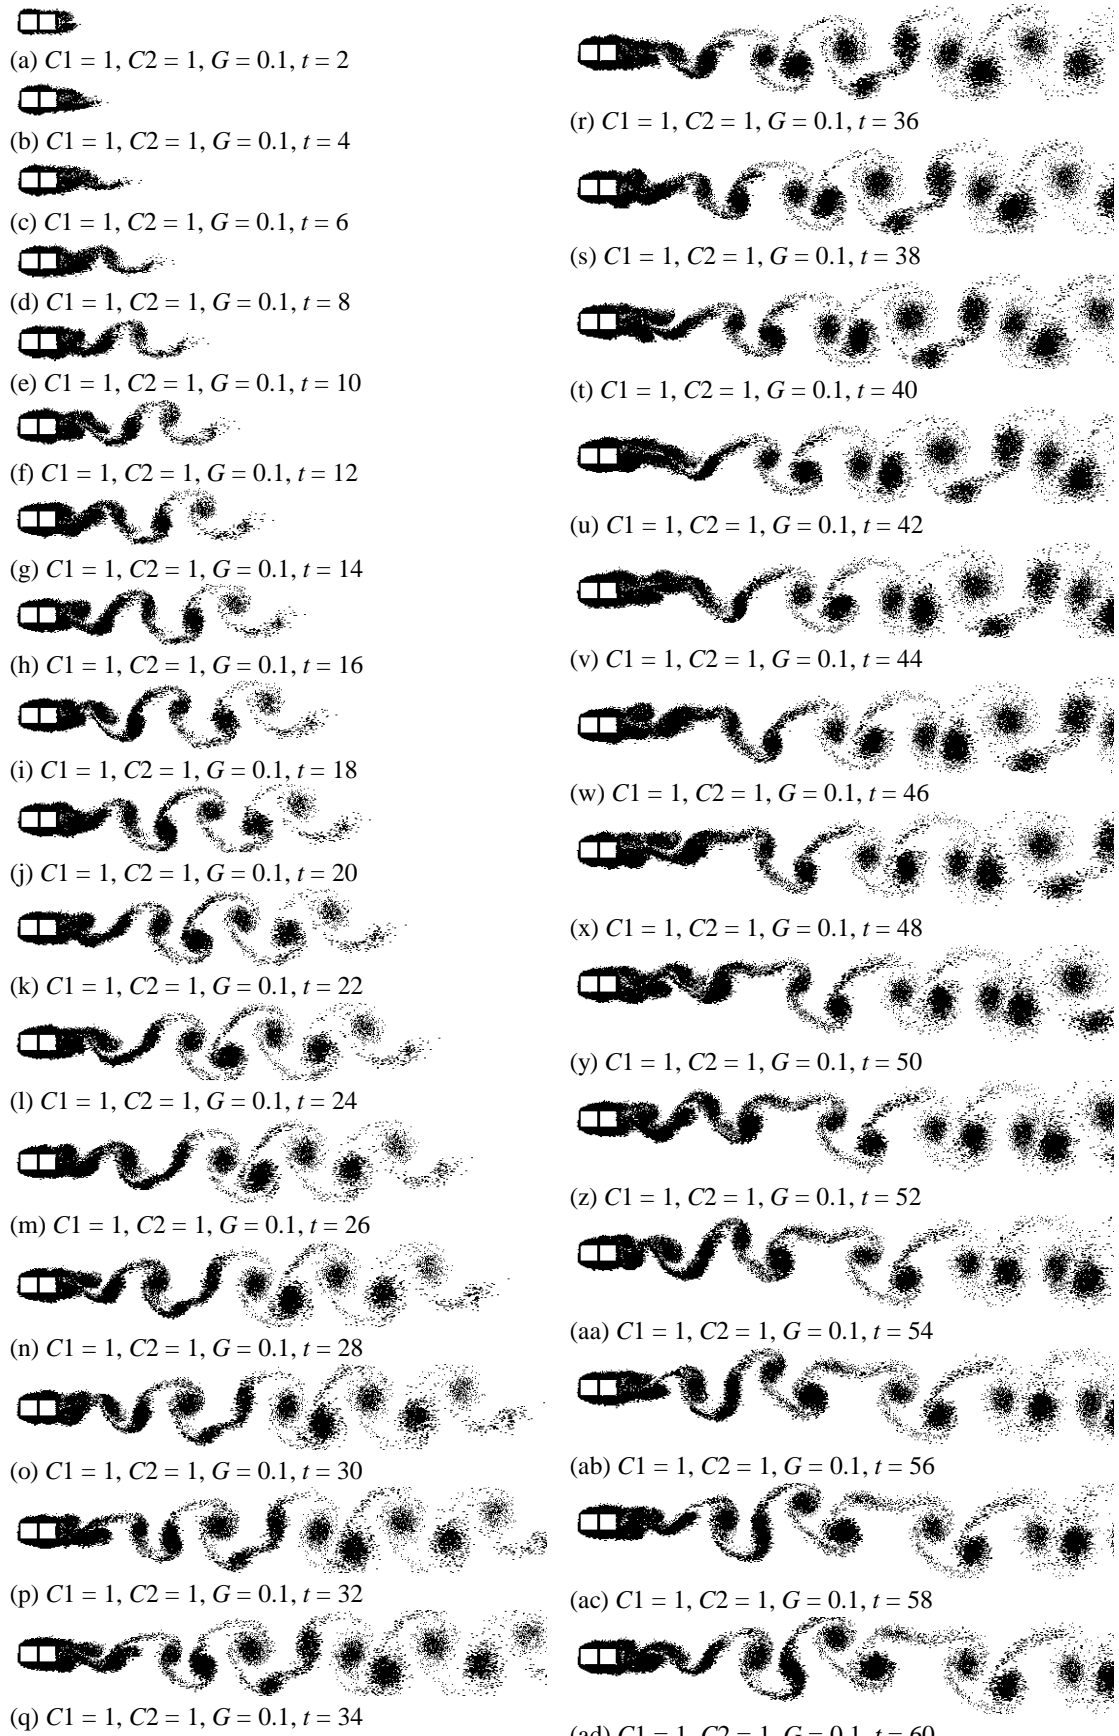 (a) C1 = 1, C2 = 1, G = 0.1, t = 2
(b) C1 = 1, C2 = 1, G = 0.1, t = 4
(c) C1 = 1, C2 = 1, G = 0.1, t = 6
(d) C1 = 1, C2 = 1, G = 0.1, t = 8
(e) C1 = 1, C2 = 1, G = 0.1, t = 10
(f) C1 = 1, C2 = 1, G = 0.1, t = 12
(g) C1 = 1, C2 = 1, G = 0.1, t = 14
(h) C1 = 1, C2 = 1, G = 0.1, t = 16
(i) C1 = 1, C2 = 1, G = 0.1, t = 18
(j) C1 = 1, C2 = 1, G = 0.1, t = 20
(k) C1 = 1, C2 = 1, G = 0.1, t = 22
(l) C1 = 1, C2 = 1, G = 0.1, t = 24
(m) C1 = 1, C2 = 1, G = 0.1, t = 26
(n) C1 = 1, C2 = 1, G = 0.1, t = 28
(o) C1 = 1, C2 = 1, G = 0.1, t = 30
(p) C1 = 1, C2 = 1, G = 0.1, t = 32
(q) C1 = 1, C2 = 1, G = 0.1, t = 34
(r) C1 = 1, C2 = 1, G = 0.1, t = 36
(s) C1 = 1, C2 = 1, G = 0.1, t = 38
(t) C1 = 1, C2 = 1, G = 0.1, t = 40
(u) C1 = 1, C2 = 1, G = 0.1, t = 42
(v) C1 = 1, C2 = 1, G = 0.1, t = 44
(w) C1 = 1, C2 = 1, G = 0.1, t = 46
(x) C1 = 1, C2 = 1, G = 0.1, t = 48
(y) C1 = 1, C2 = 1, G = 0.1, t = 50
(z) C1 = 1, C2 = 1, G = 0.1, t = 52
(aa) C1 = 1, C2 = 1, G = 0.1, t = 54
(ab) C1 = 1, C2 = 1, G = 0.1, t = 56
(ac) C1 = 1, C2 = 1, G = 0.1, t = 58
(ad) C1 = 1, C2 = 1, G = 0.1, t = 60